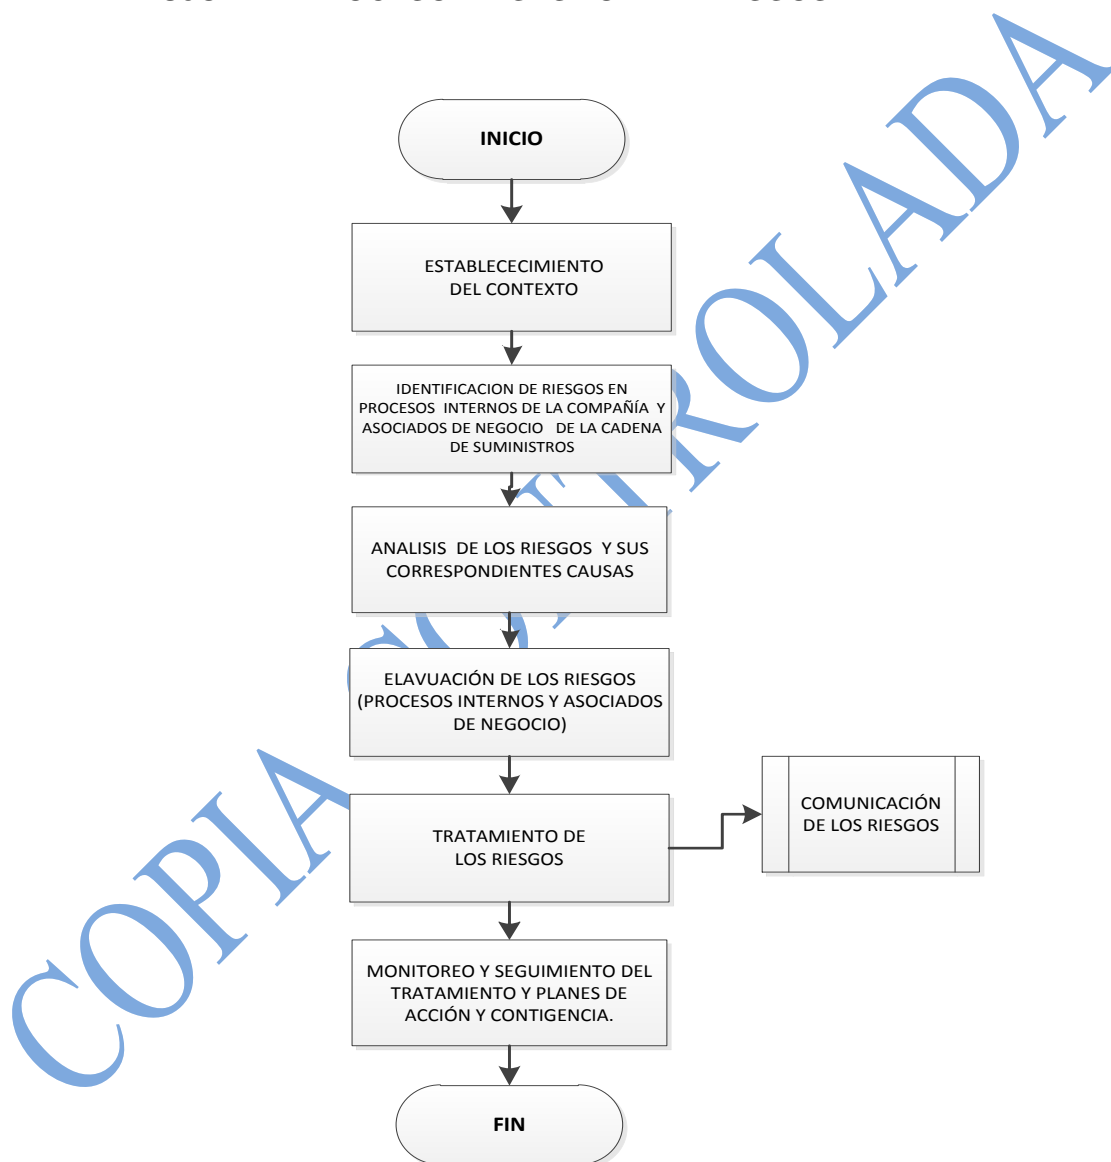 INICIO
ESTABLECECIMIENTO
DEL CONTEXTO
IDENTIFICACION DE RIESGOS EN
PROCESOS INTERNOS DE LA COMPAÑÍA Y
ASOCIADOS DE NEGOCIO DE LA CADENA
DE SUMINISTROS
ANALISIS DE LOS RIESGOS Y SUS
CORRESPONDIENTES CAUSAS
ELAVUACIÓN DE LOS RIESGOS
(PROCESOS INTERNOS Y ASOCIADOS
DE NEGOCIO)
TRATAMIENTO DE
LOS RIESGOS
COMUNICACIÓN
DE LOS RIESGOS
MONITOREO Y SEGUIMIENTO DEL
TRATAMIENTO Y PLANES DE
ACCIÓN Y CONTIGENCIA.
FIN
COPIA